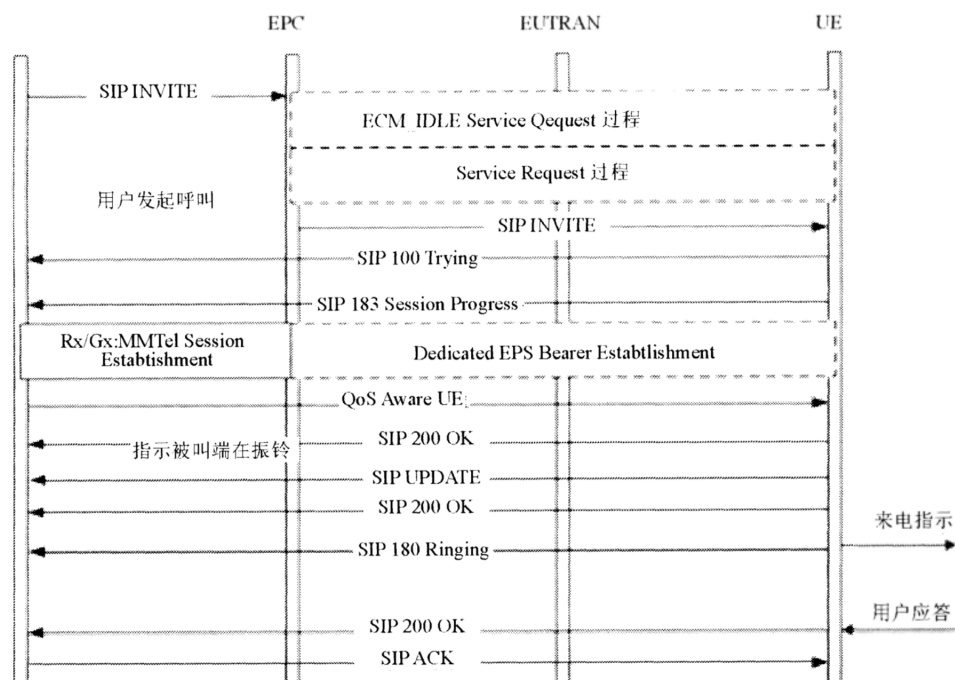 EPC
EUTRAN
UE
SIP INVITE
ECM_IDLE Service Qequest 过程
Service Request 过程
用户发起呼叫
SIP INVITE
SIP 100 Trying
SIP 183 Session Progress
Rx/Gx:MMTel Session
Estabtishment
Dedicated EPS Bearer Estabtlishment
QoS Aware UE
SIP 200 OK
指示被叫端在振铃
SIP UPDATE
SIP 200 OK
来电指示
SIP 180 Ringing
用户应答
SIP 200 OK
SIP ACK